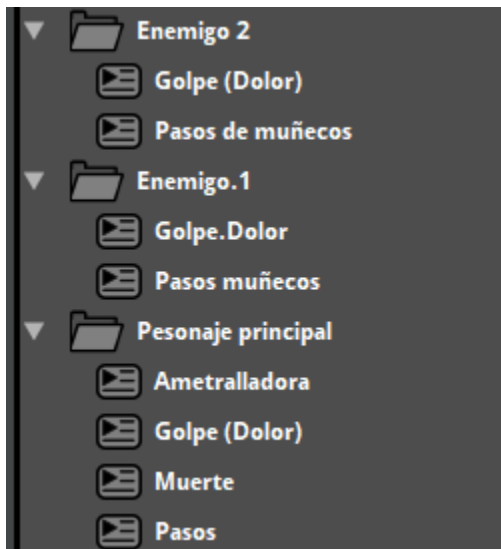 Enemigo 2
Golpe (Dolor)
Pasos de muñecos
Enemigo.1
Golpe.Dolor
Pasos muñecos
Pesonaje principal
Ametralladora
Golpe (Dolor)
Muerte
Pasos